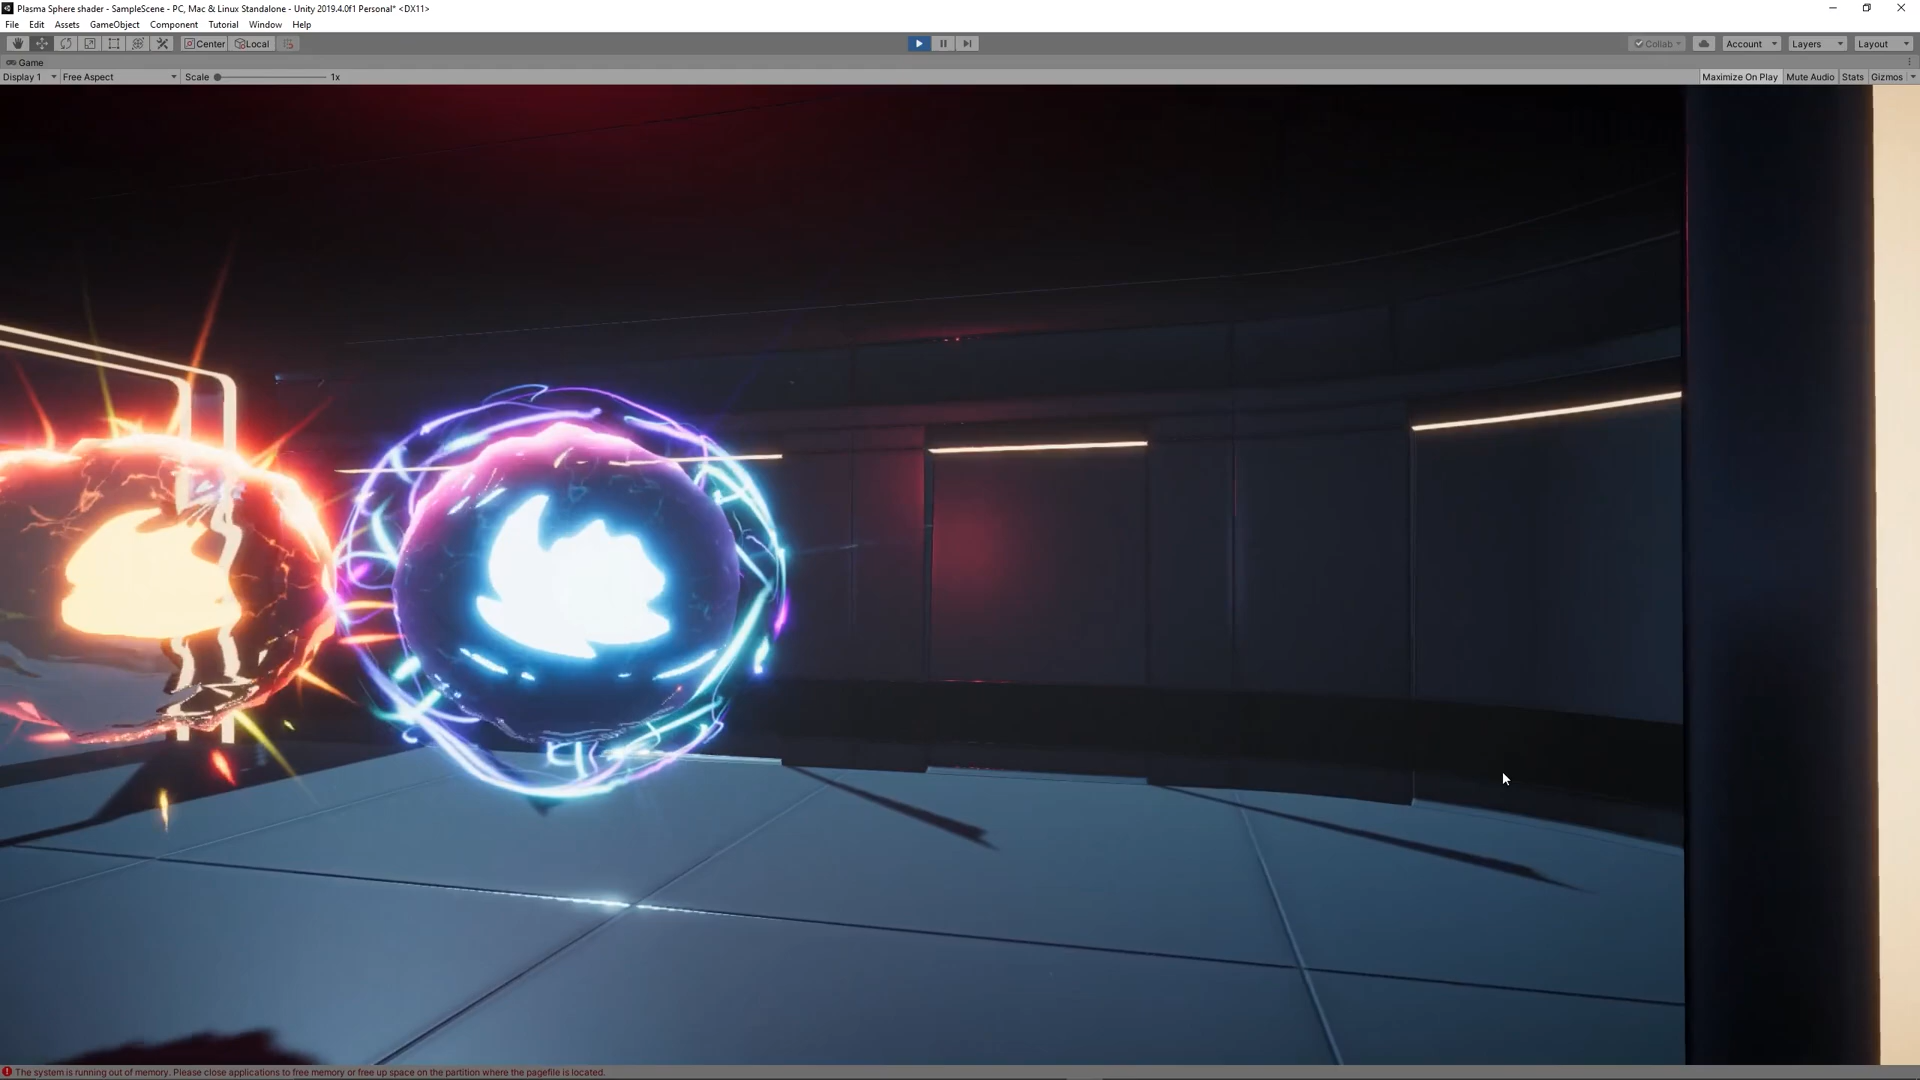 Plasma Sphere shader - SampleScene - PC, Mac & Linux Standalone - Unity 2019.4.0f1 Personal* <DX11>
File Edit Assets GameObject Component Tutorial Window Help
Center Local Collab Account Layers Layout
Game
Display 1 Free Aspect Scale 1x Maximize On Play Mute Audio Stats Gizmos
The system is running out of memory. Please close applications to free memory or free up space on the partition where the pagefile is located.